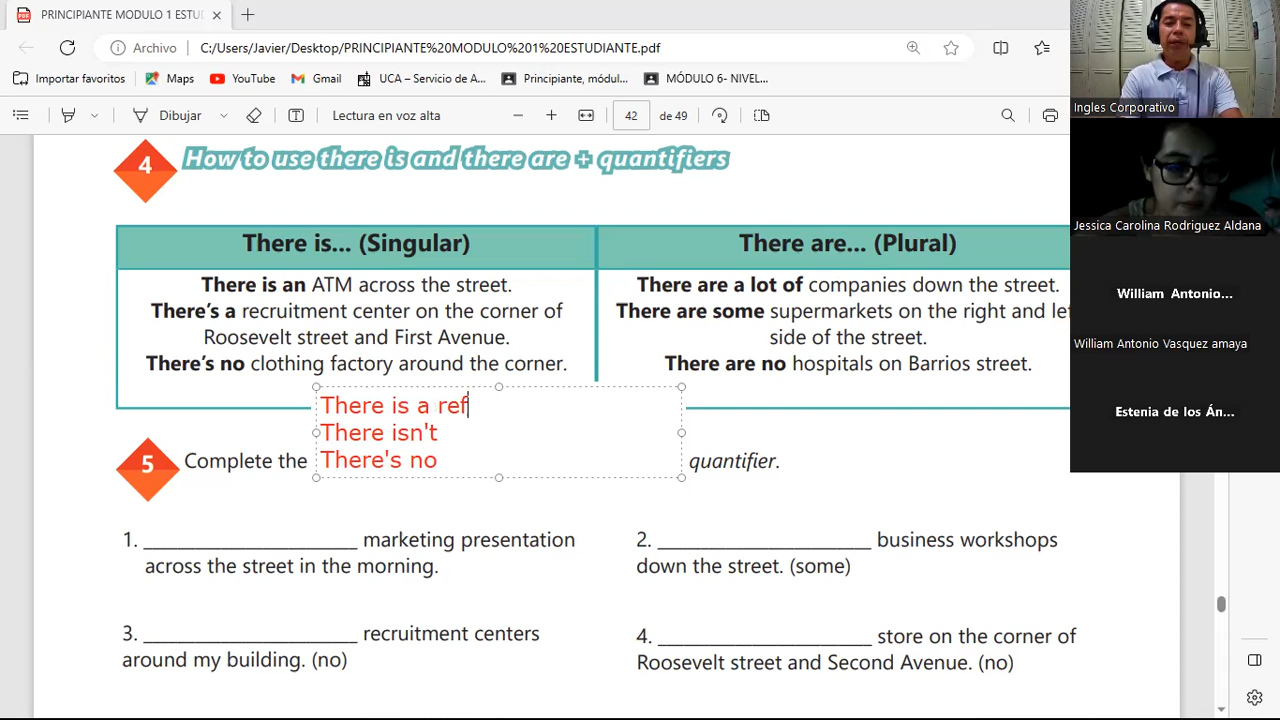 PRINCIPIANTE MODULO 1 ESTU
Archivo C:/Users/Javier/Desktop/PRINCIPIANTE%20MODULO%201%20ESTUDIANTE.pdf
Importar favoritos Maps YouTube Gmail UCA – Servicio de A... Principiante, módul... MÓDULO 6- NIVEL...
Dibujar Lectura en voz alta 42 de 49
Ingles Corporativo
Jessica Carolina Rodriguez Aldana
William Antonio...
William Antonio Vasquez amaya
Estenia de los Án...
4 How to use there is and there are + quantifiers
There is... (Singular)
There is an ATM across the street.
There's a recruitment center on the corner of
Roosevelt street and First Avenue.
There's no clothing factory around the corner.
There are... (Plural)
There are a lot of companies down the street.
There are some supermarkets on the right and lef
side of the street.
There are no hospitals on Barrios street.
There is a ref
There isn't
There's no
5 Complete the quantifier.
1. ____________________ marketing presentation
across the street in the morning.
2. ____________________ business workshops
down the street. (some)
3. ____________________ recruitment centers
around my building. (no)
4. ____________________ store on the corner of
Roosevelt street and Second Avenue. (no)